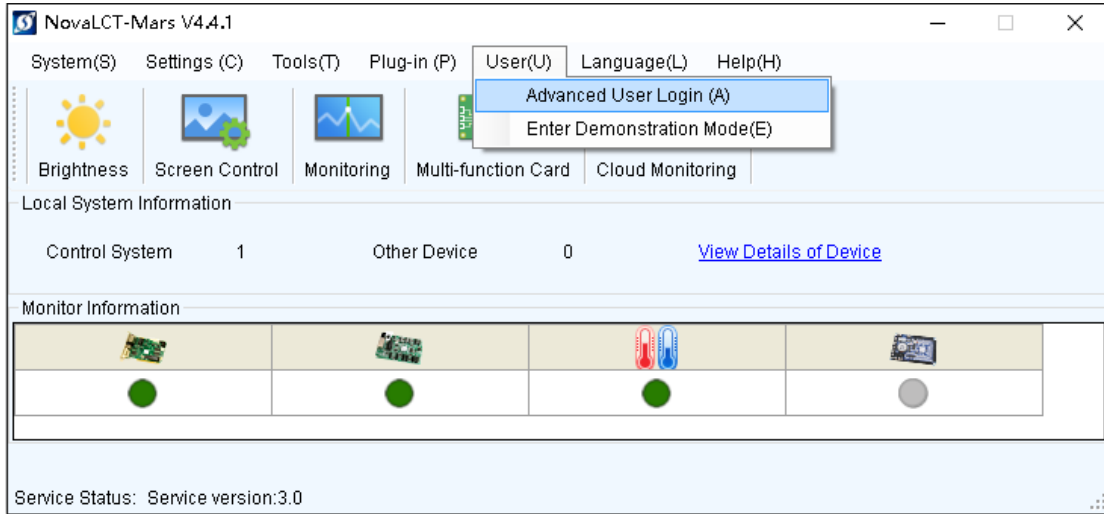 NovaLCT-Mars V4.4.1
System(S) Settings (C) Tools(T) Plug-in (P) User(U) Language(L) Help(H)
Advanced User Login (A)
Enter Demonstration Mode(E)
Brightness Screen Control Monitoring Multi-function Card Cloud Monitoring
Local System Information
Control System 1 Other Device 0 View Details of Device
Monitor Information
Service Status: Service version:3.0